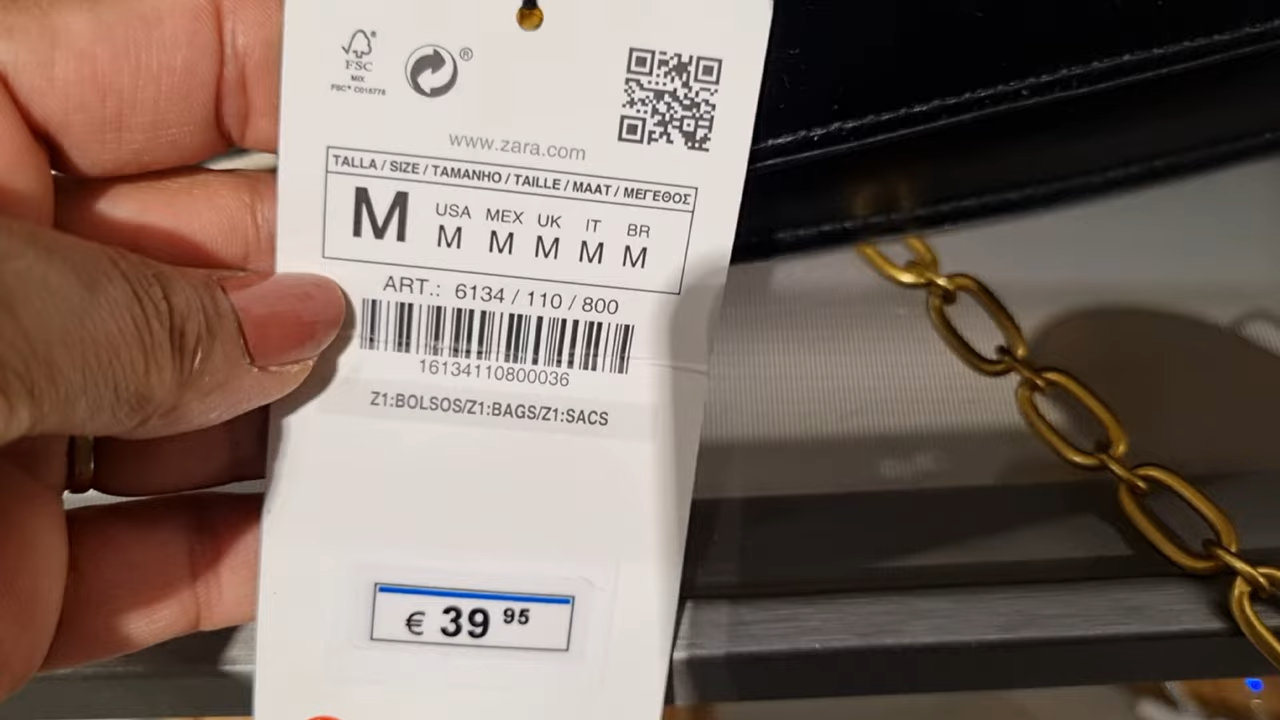 FSC
MIX
FSC® C018778
®
www.zara.com
TALLA / SIZE / TAMANHO / TAILLE / MAAT / ΜΕΓΕΘΟΣ
M
USA MEX UK IT BR
M M M M M
ART.: 6134 / 110 / 800
16134110800036
Z1:BOLSOS/Z1:BAGS/Z1:SACS
€ 39 95